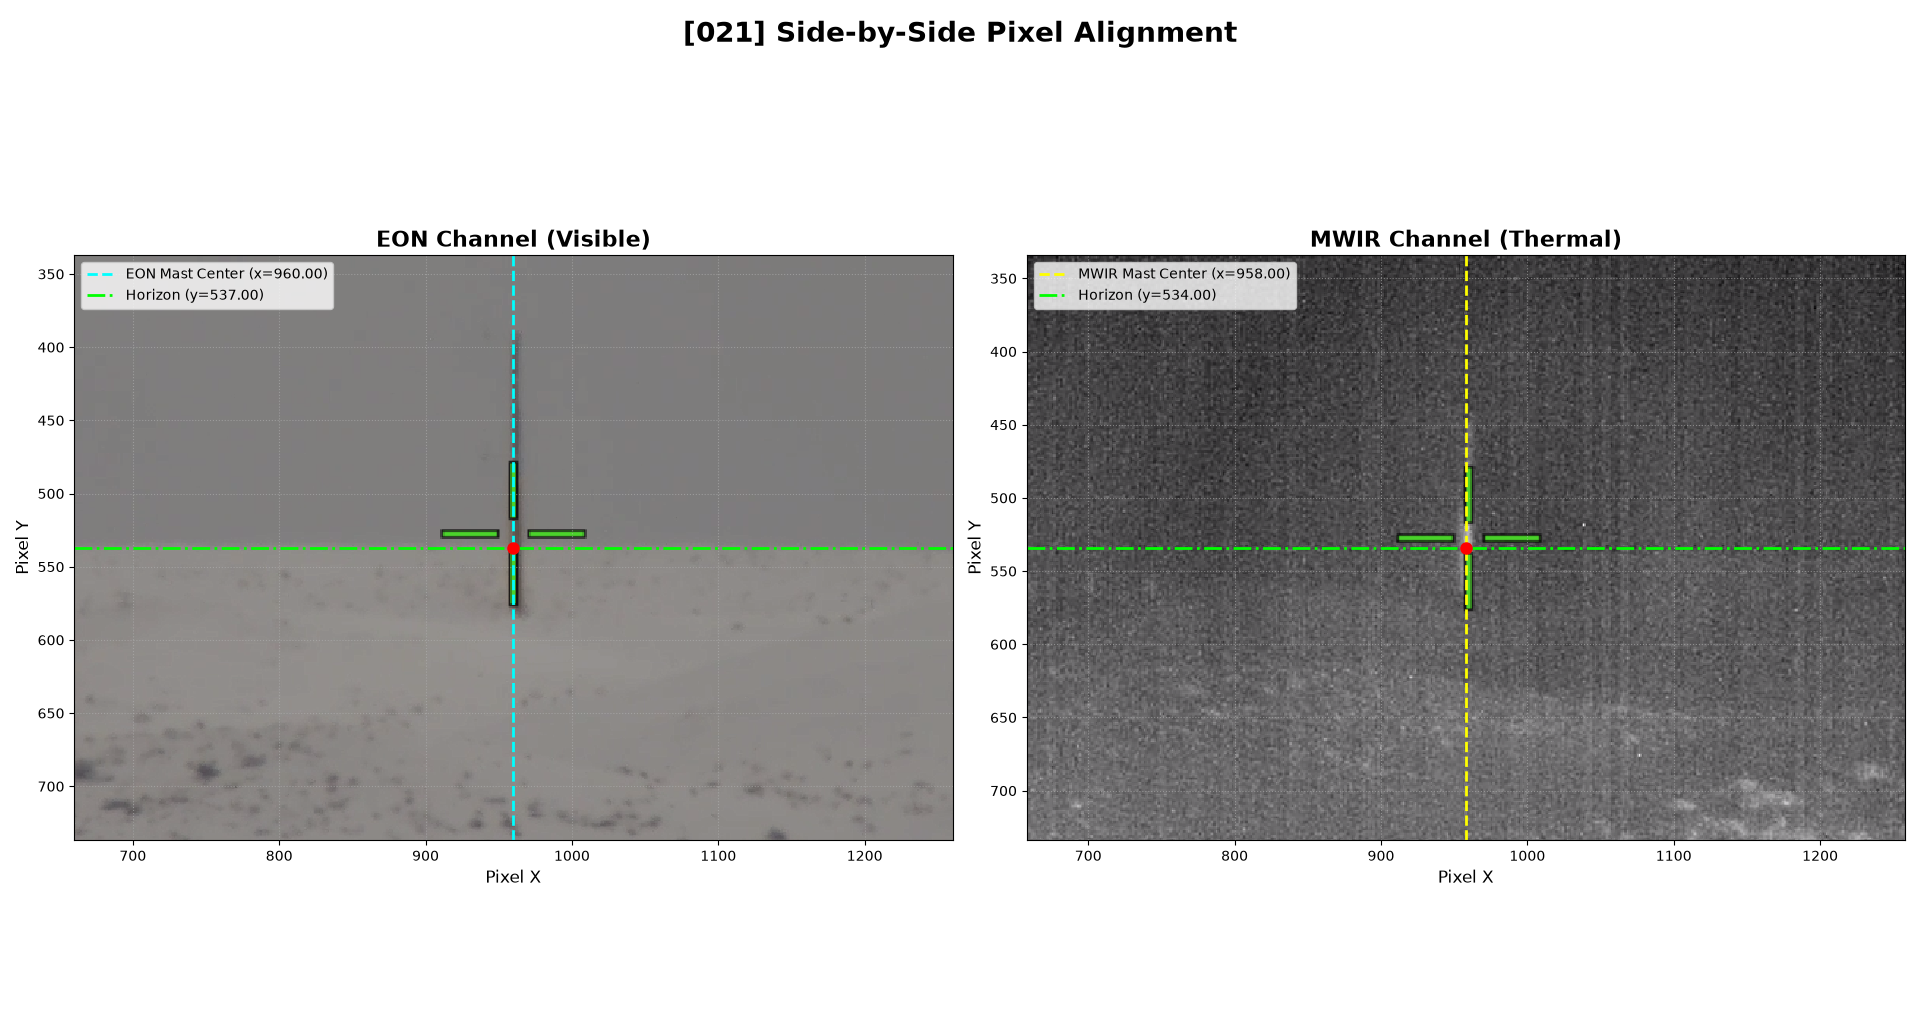 [021] Side-by-Side Pixel Alignment
EON Channel (Visible)
EON Mast Center (x=960.00)
Horizon (y=537.00)
350
400
450
500
550
600
650
700
Pixel Y
700
800
900
1000
1100
1200
Pixel X
MWIR Channel (Thermal)
MWIR Mast Center (x=958.00)
Horizon (y=534.00)
350
400
450
500
550
600
650
700
Pixel Y
700
800
900
1000
1100
1200
Pixel X